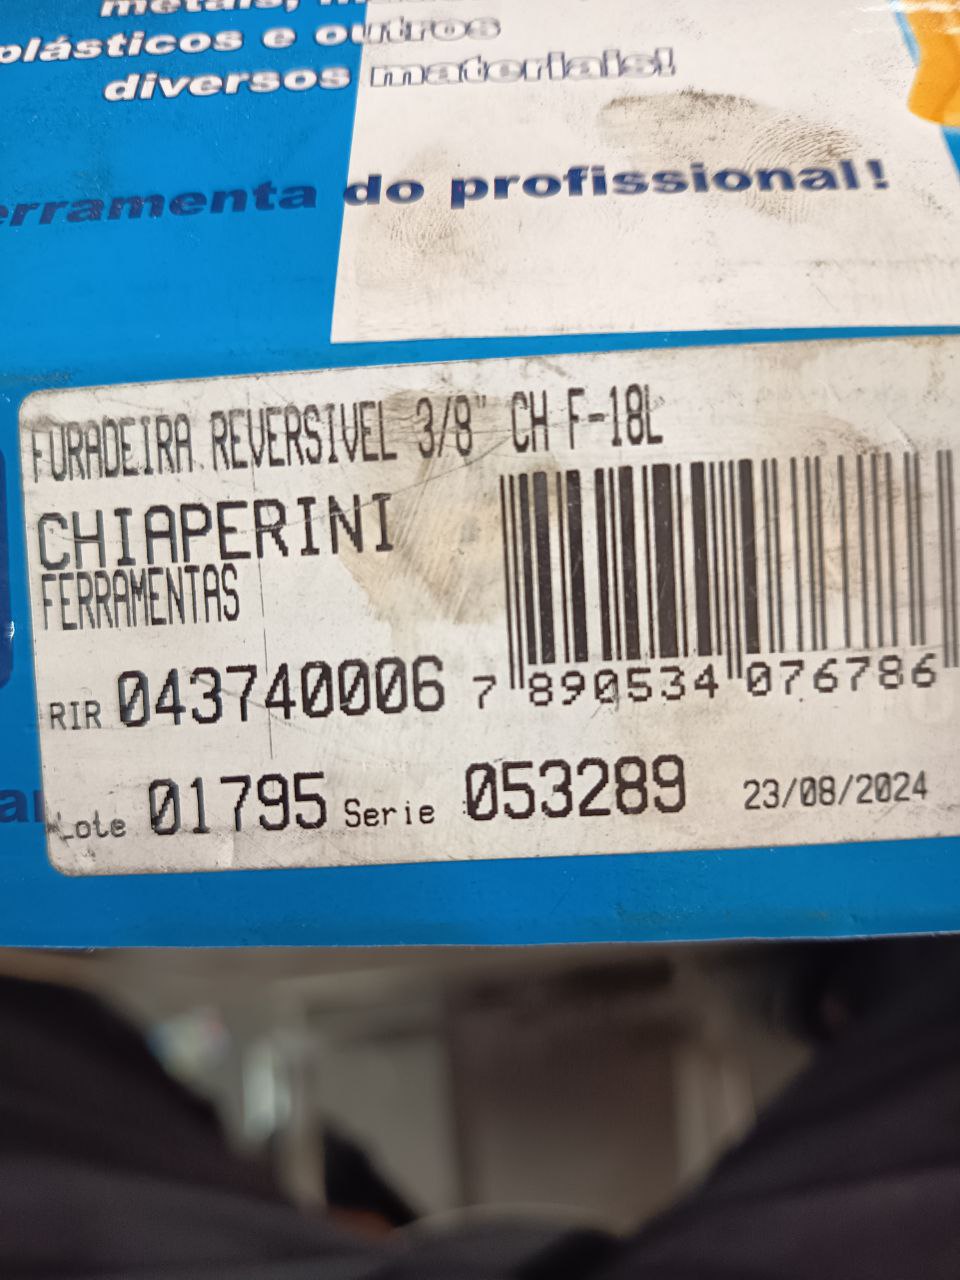 plásticos e outros
diversos materiais!
do profissional!
FURADEIRA REVERSIVEL 3/8" CH F-18L
CHIAPERINI
FERRAMENTAS
RIR 043740006
7 890534 076786
Lote 01795 Serie 053289 23/08/2024